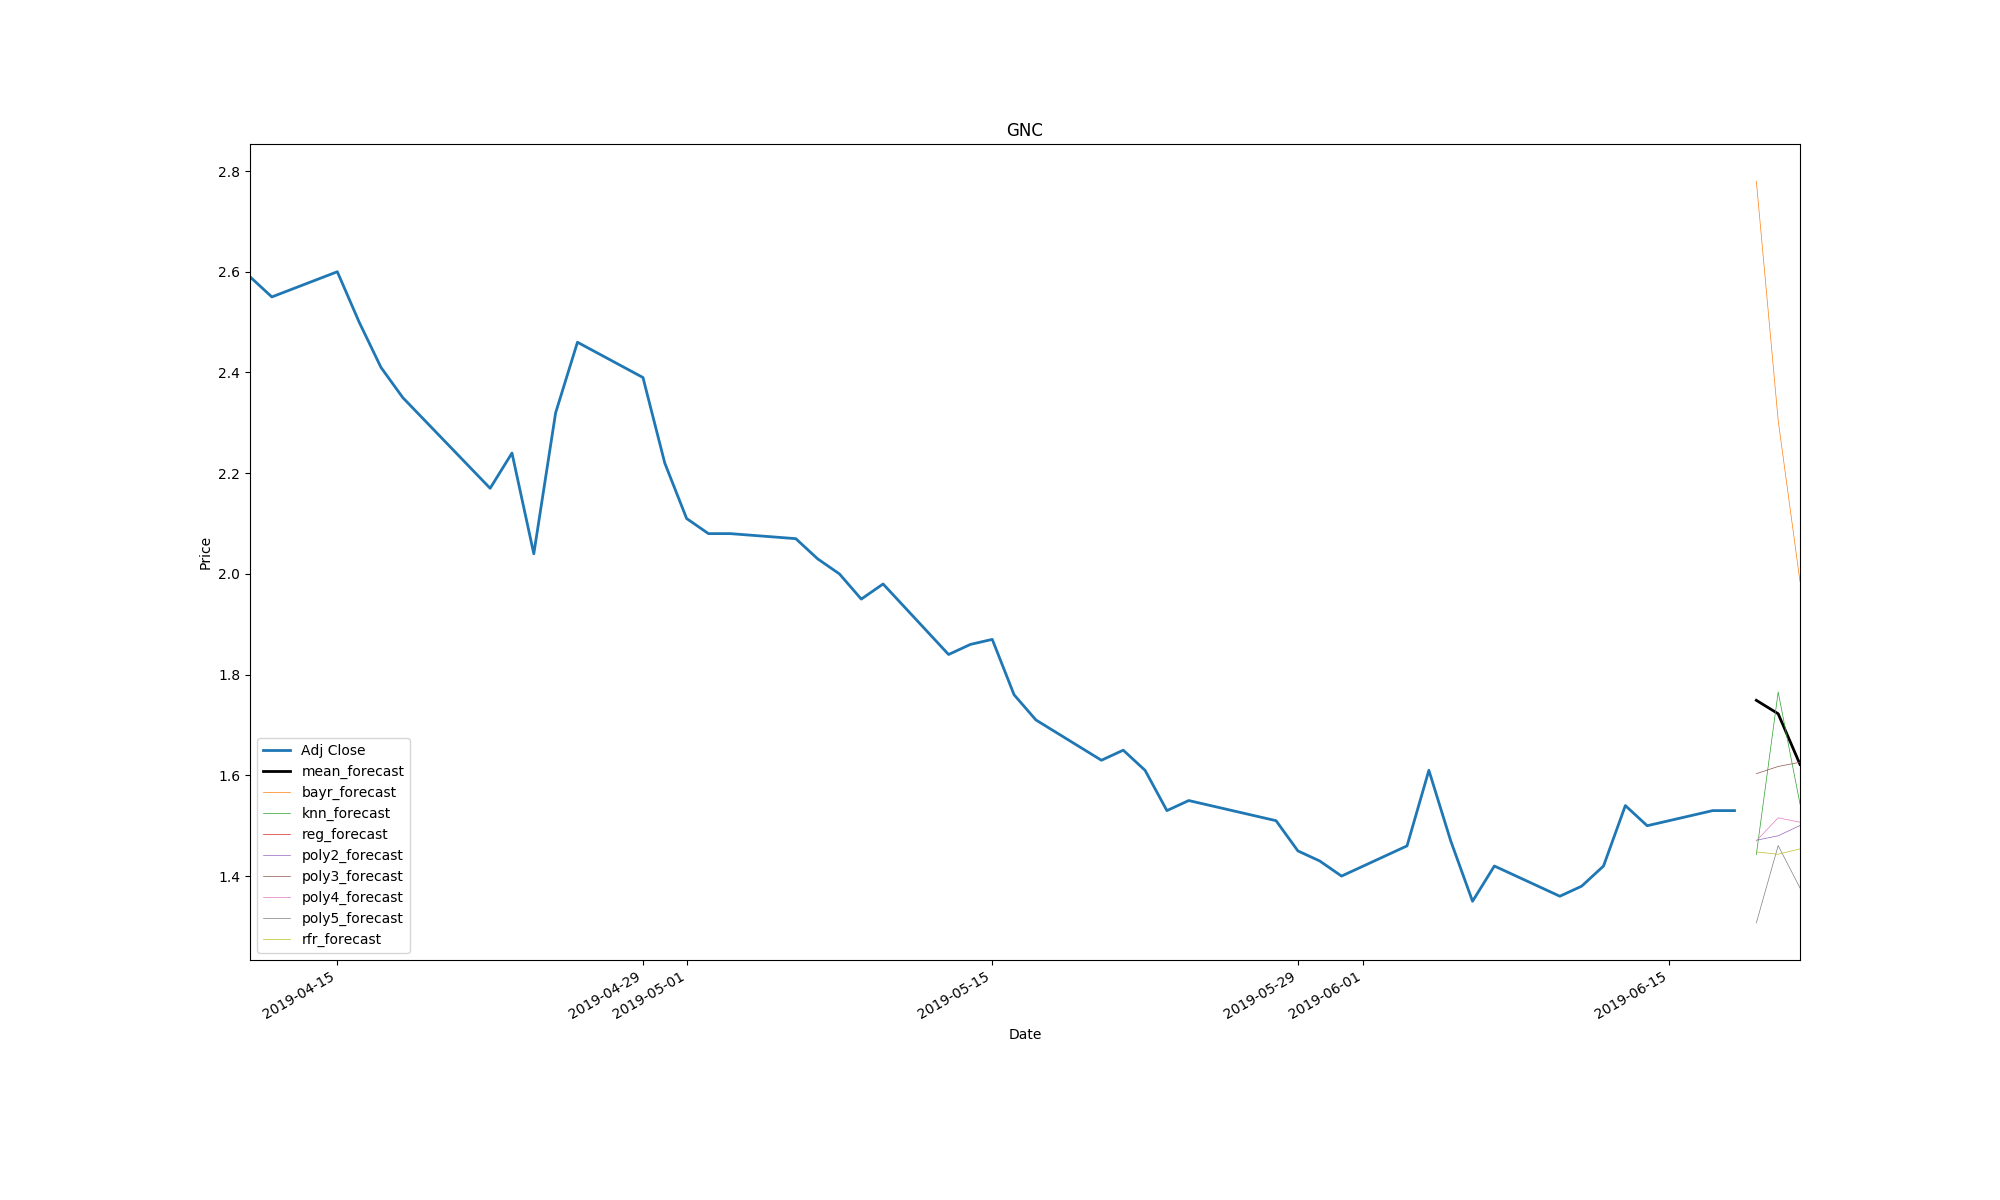 GNC
2.8
2.6
2.4
2.2
2.0
1.8
1.6
1.4
Price
Adj Close
mean_forecast
bayr_forecast
knn_forecast
reg_forecast
poly2_forecast
poly3_forecast
poly4_forecast
poly5_forecast
rfr_forecast
2019-04-15
2019-04-29
2019-05-01
2019-05-15
2019-05-29
2019-06-01
2019-06-15
Date